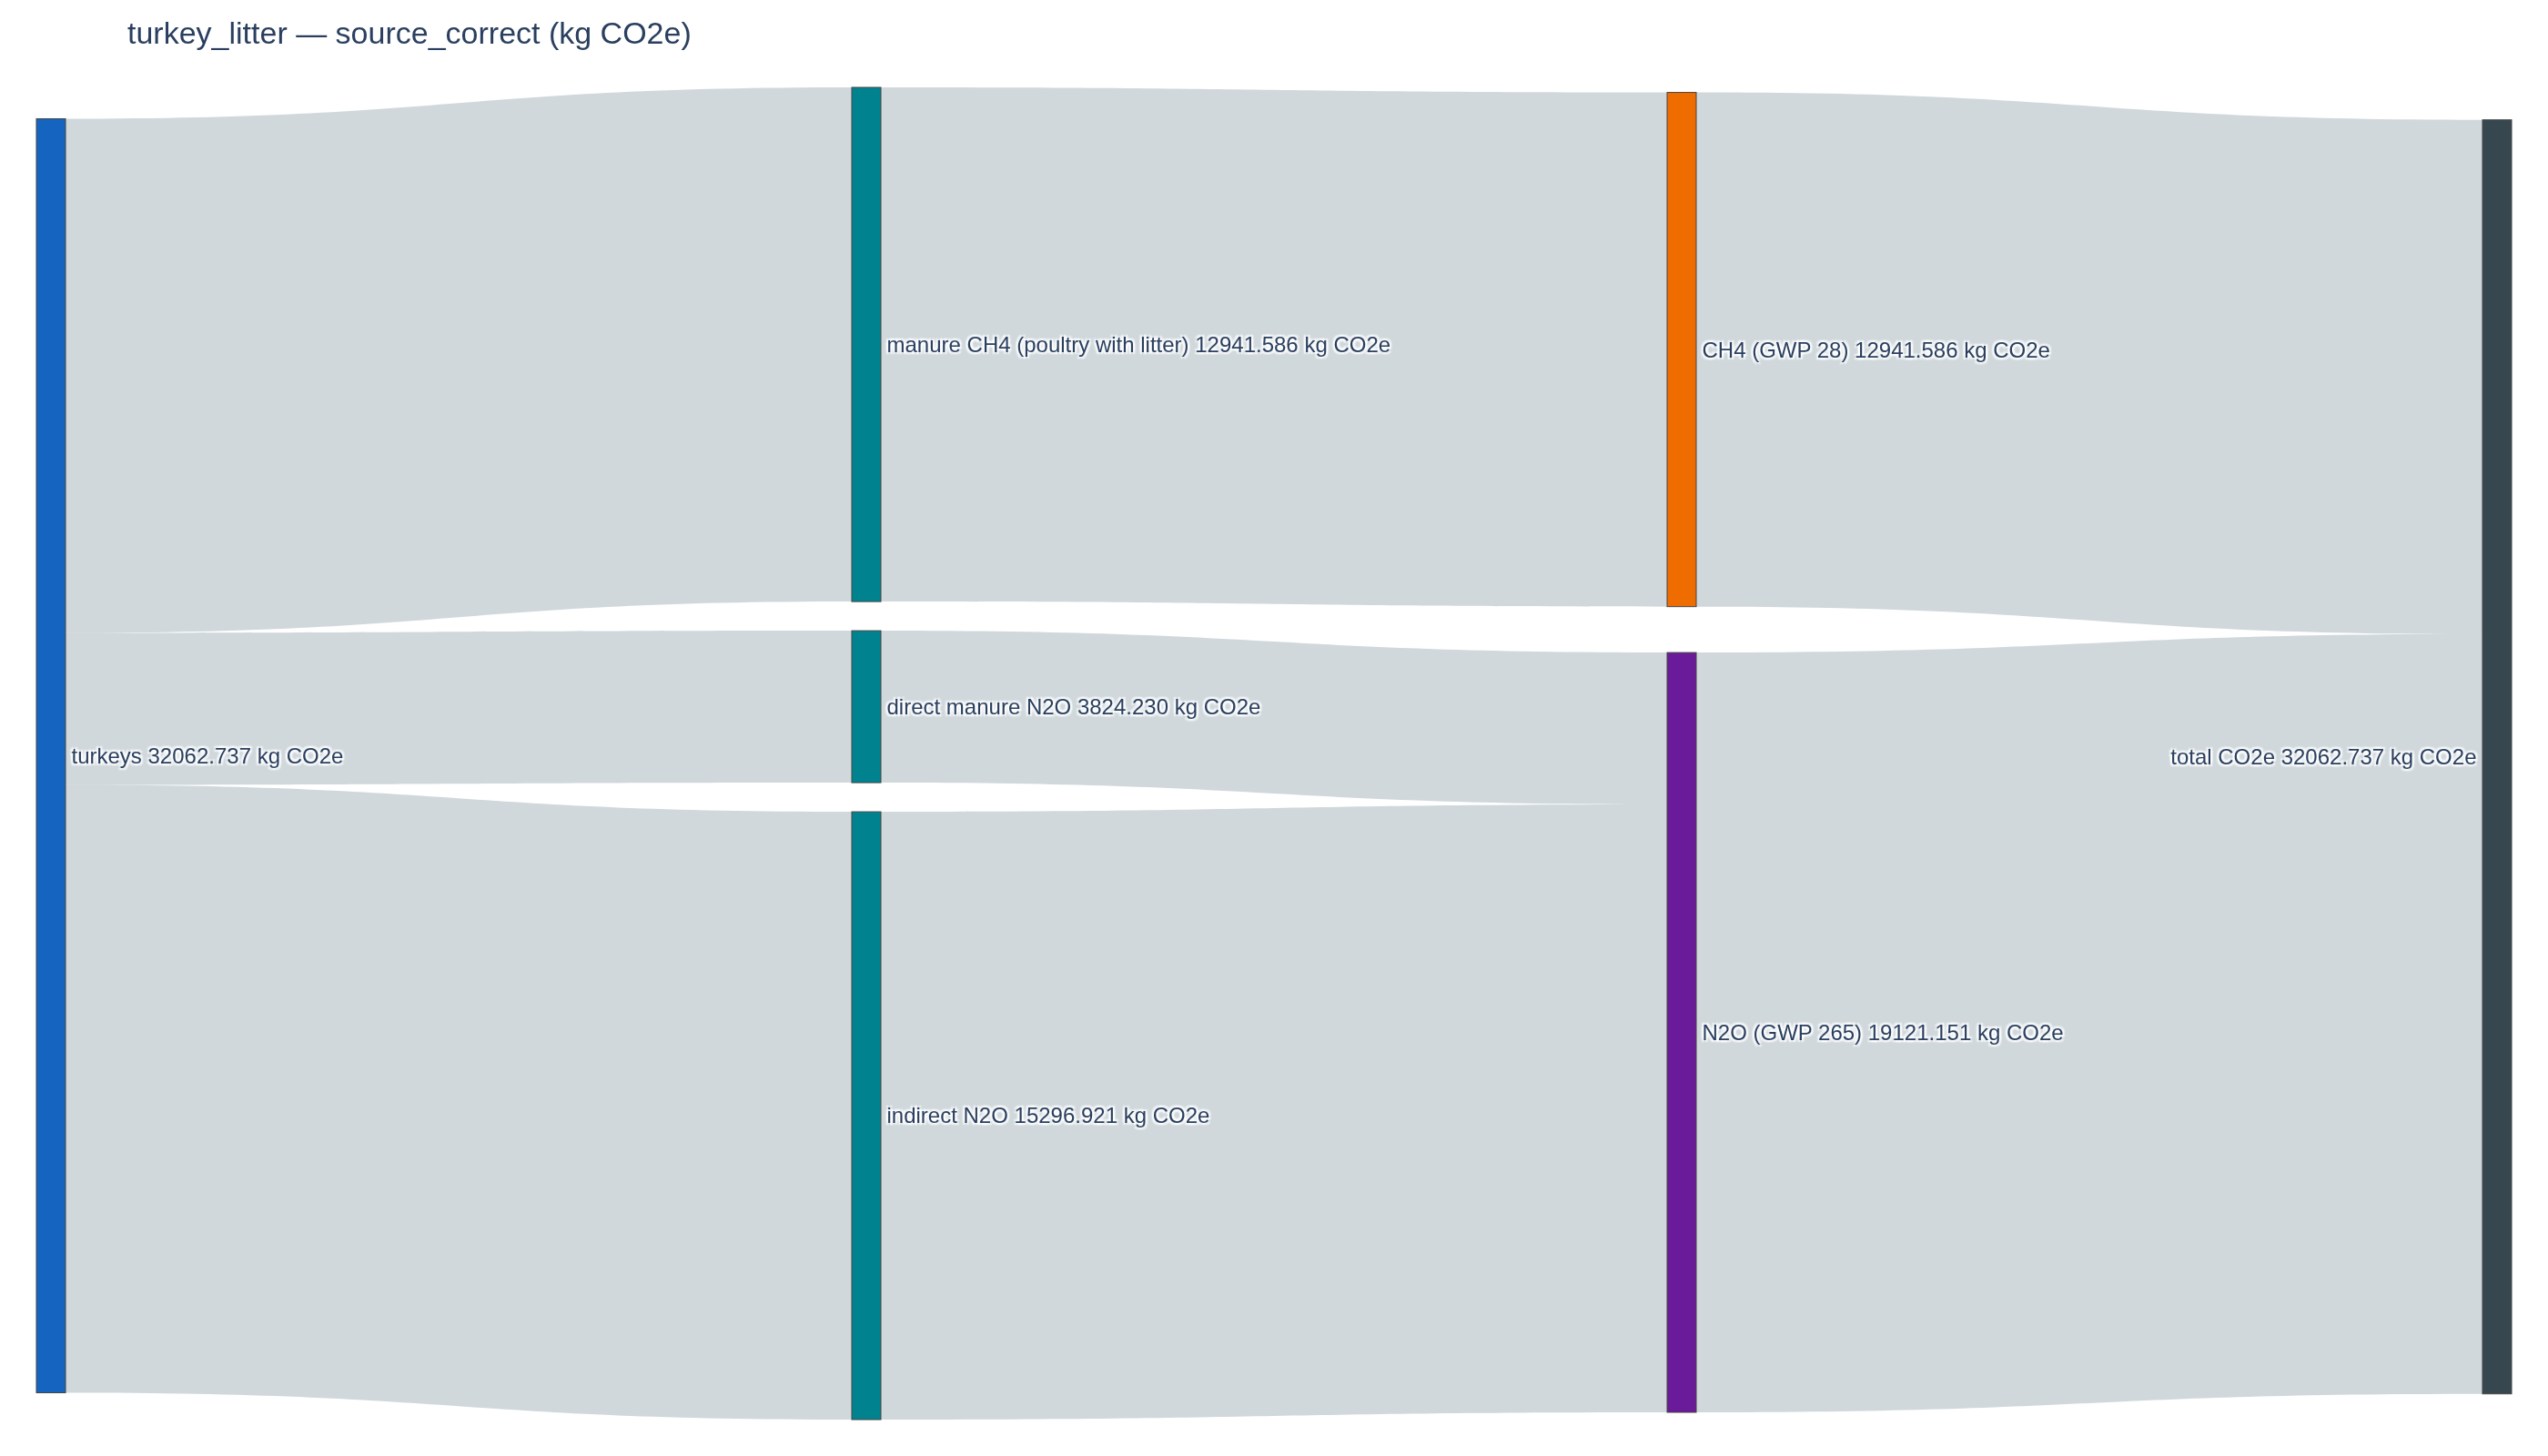 turkey_litter — source_correct (kg CO2e)
manure CH4 (poultry with litter) 12941.586 kg CO2e
CH4 (GWP 28) 12941.586 kg CO2e
direct manure N2O 3824.230 kg CO2e
turkeys 32062.737 kg CO2e
total CO2e 32062.737 kg CO2e
N2O (GWP 265) 19121.151 kg CO2e
indirect N2O 15296.921 kg CO2e